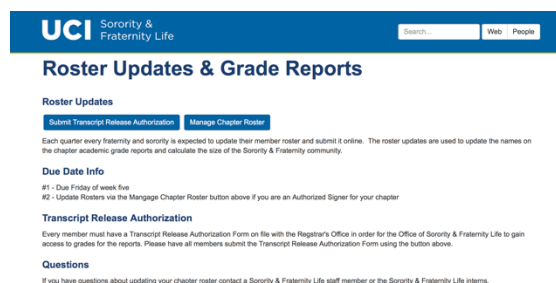 UCI Sorority &
Fraternity Life
Search... Web People
Roster Updates & Grade Reports
Roster Updates
Submit Transcript Release Authorization Manage Chapter Roster
Each quarter every fraternity and sorority is expected to update their member roster and submit it online. The roster updates are used to update the names on
the chapter academic grade reports and calculate the size of the Sorority & Fraternity community.
Due Date Info
#1 - Due Friday of week five
#2 - Update Rosters via the Mangage Chapter Roster button above if you are an Authorized Signer for your chapter
Transcript Release Authorization
Every member must have a Transcript Release Authorization Form on file with the Regsitrar's Office in order for the Office of Sorority & Fraternity Life to gain
access to grades for the reports. Please have all members submit the Transcript Release Authorization Form using the button above.
Questions
If you have questions about updating your chapter roster contact a Sorority & Fraternity Life staff member or the Sorority & Fraternity Life interns.